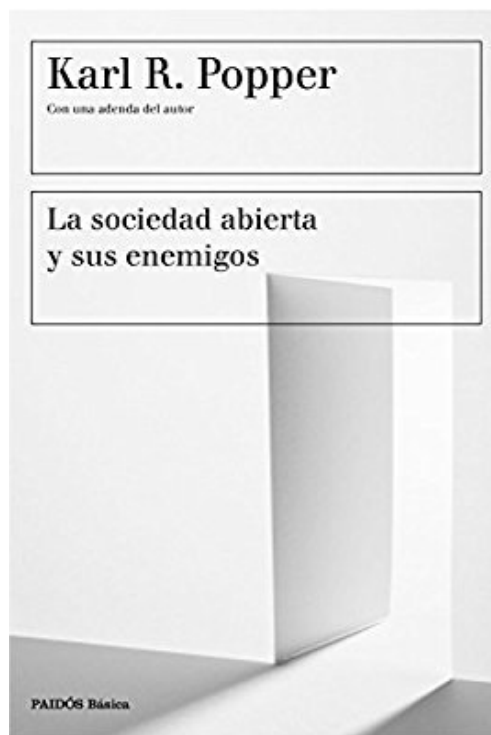 Karl R. Popper
Con una adenda del autor
La sociedad abierta
y sus enemigos
PAIDÓS Básica